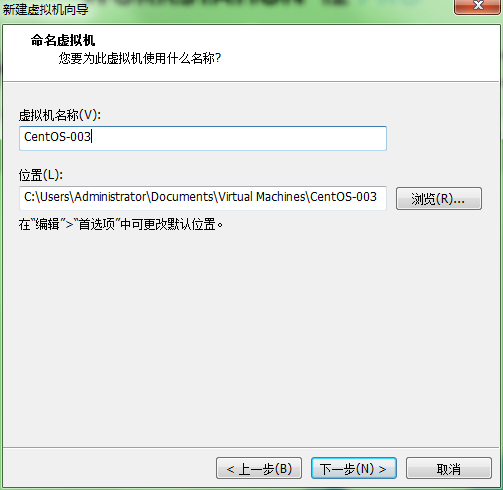 新建虚拟机向导
命名虚拟机
您要为此虚拟机使用什么名称?
虚拟机名称(V):
CentOS-003
位置(L):
C:\Users\Administrator\Documents\Virtual Machines\CentOS-003
浏览(R)...
在“编辑”>“首选项”中可更改默认位置。
< 上一步(B)
下一步(N) >
取消